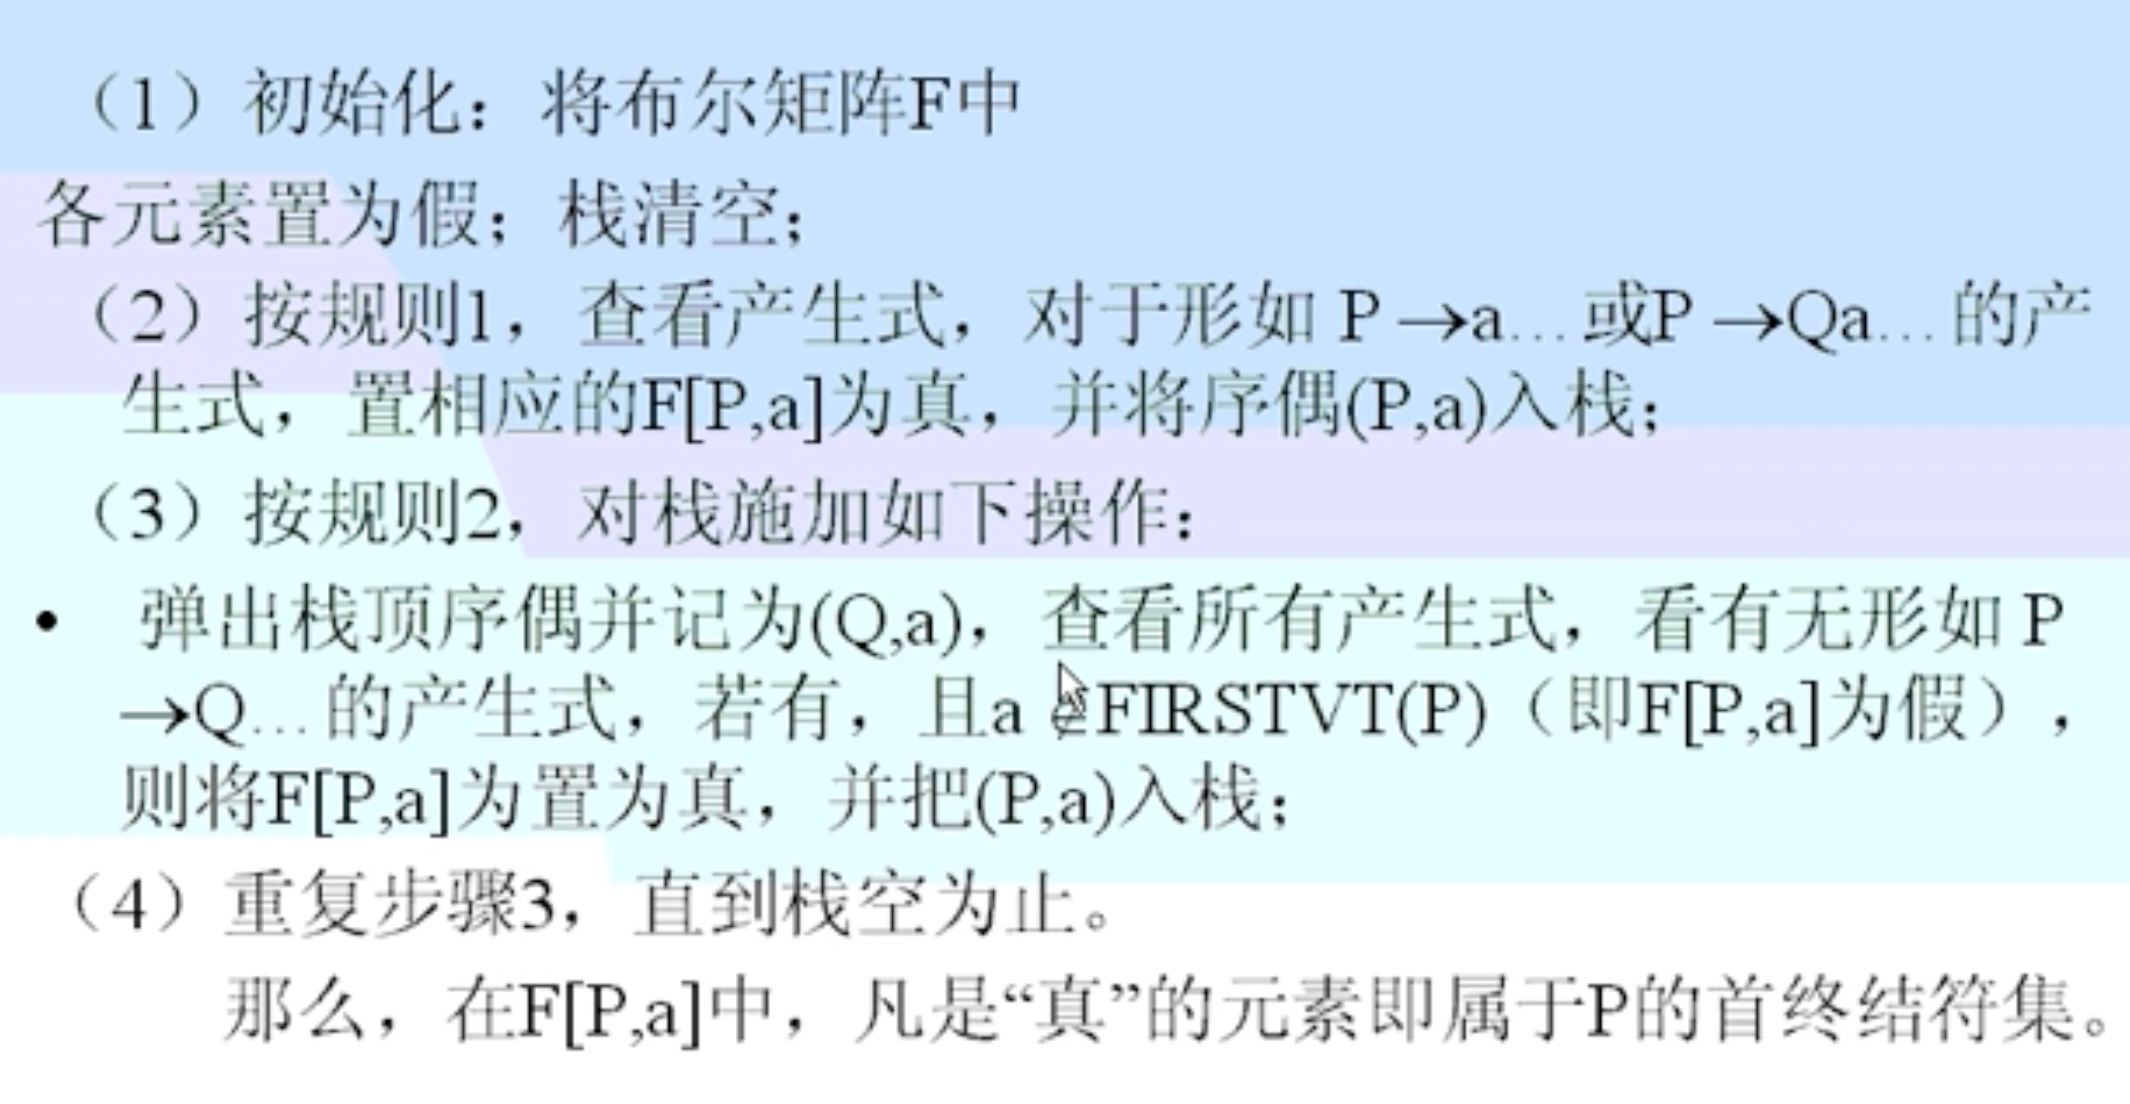 （1）初始化：将布尔矩阵F中
各元素置为假；栈清空；
（2）按规则1，查看产生式，对于形如 P→a… 或P→Qa… 的产
生式，置相应的F[P,a]为真，并将序偶(P,a)入栈；
（3）按规则2，对栈施加如下操作：
• 弹出栈顶序偶并记为(Q,a)，查看所有产生式，看有无形如 P
→Q… 的产生式，若有，且a ∉FIRSTVT(P)（即F[P,a]为假），
则将F[P,a]为置为真，并把(P,a)入栈；
（4）重复步骤3，直到栈空为止。
那么，在F[P,a]中，凡是“真”的元素即属于P的首终结符集。